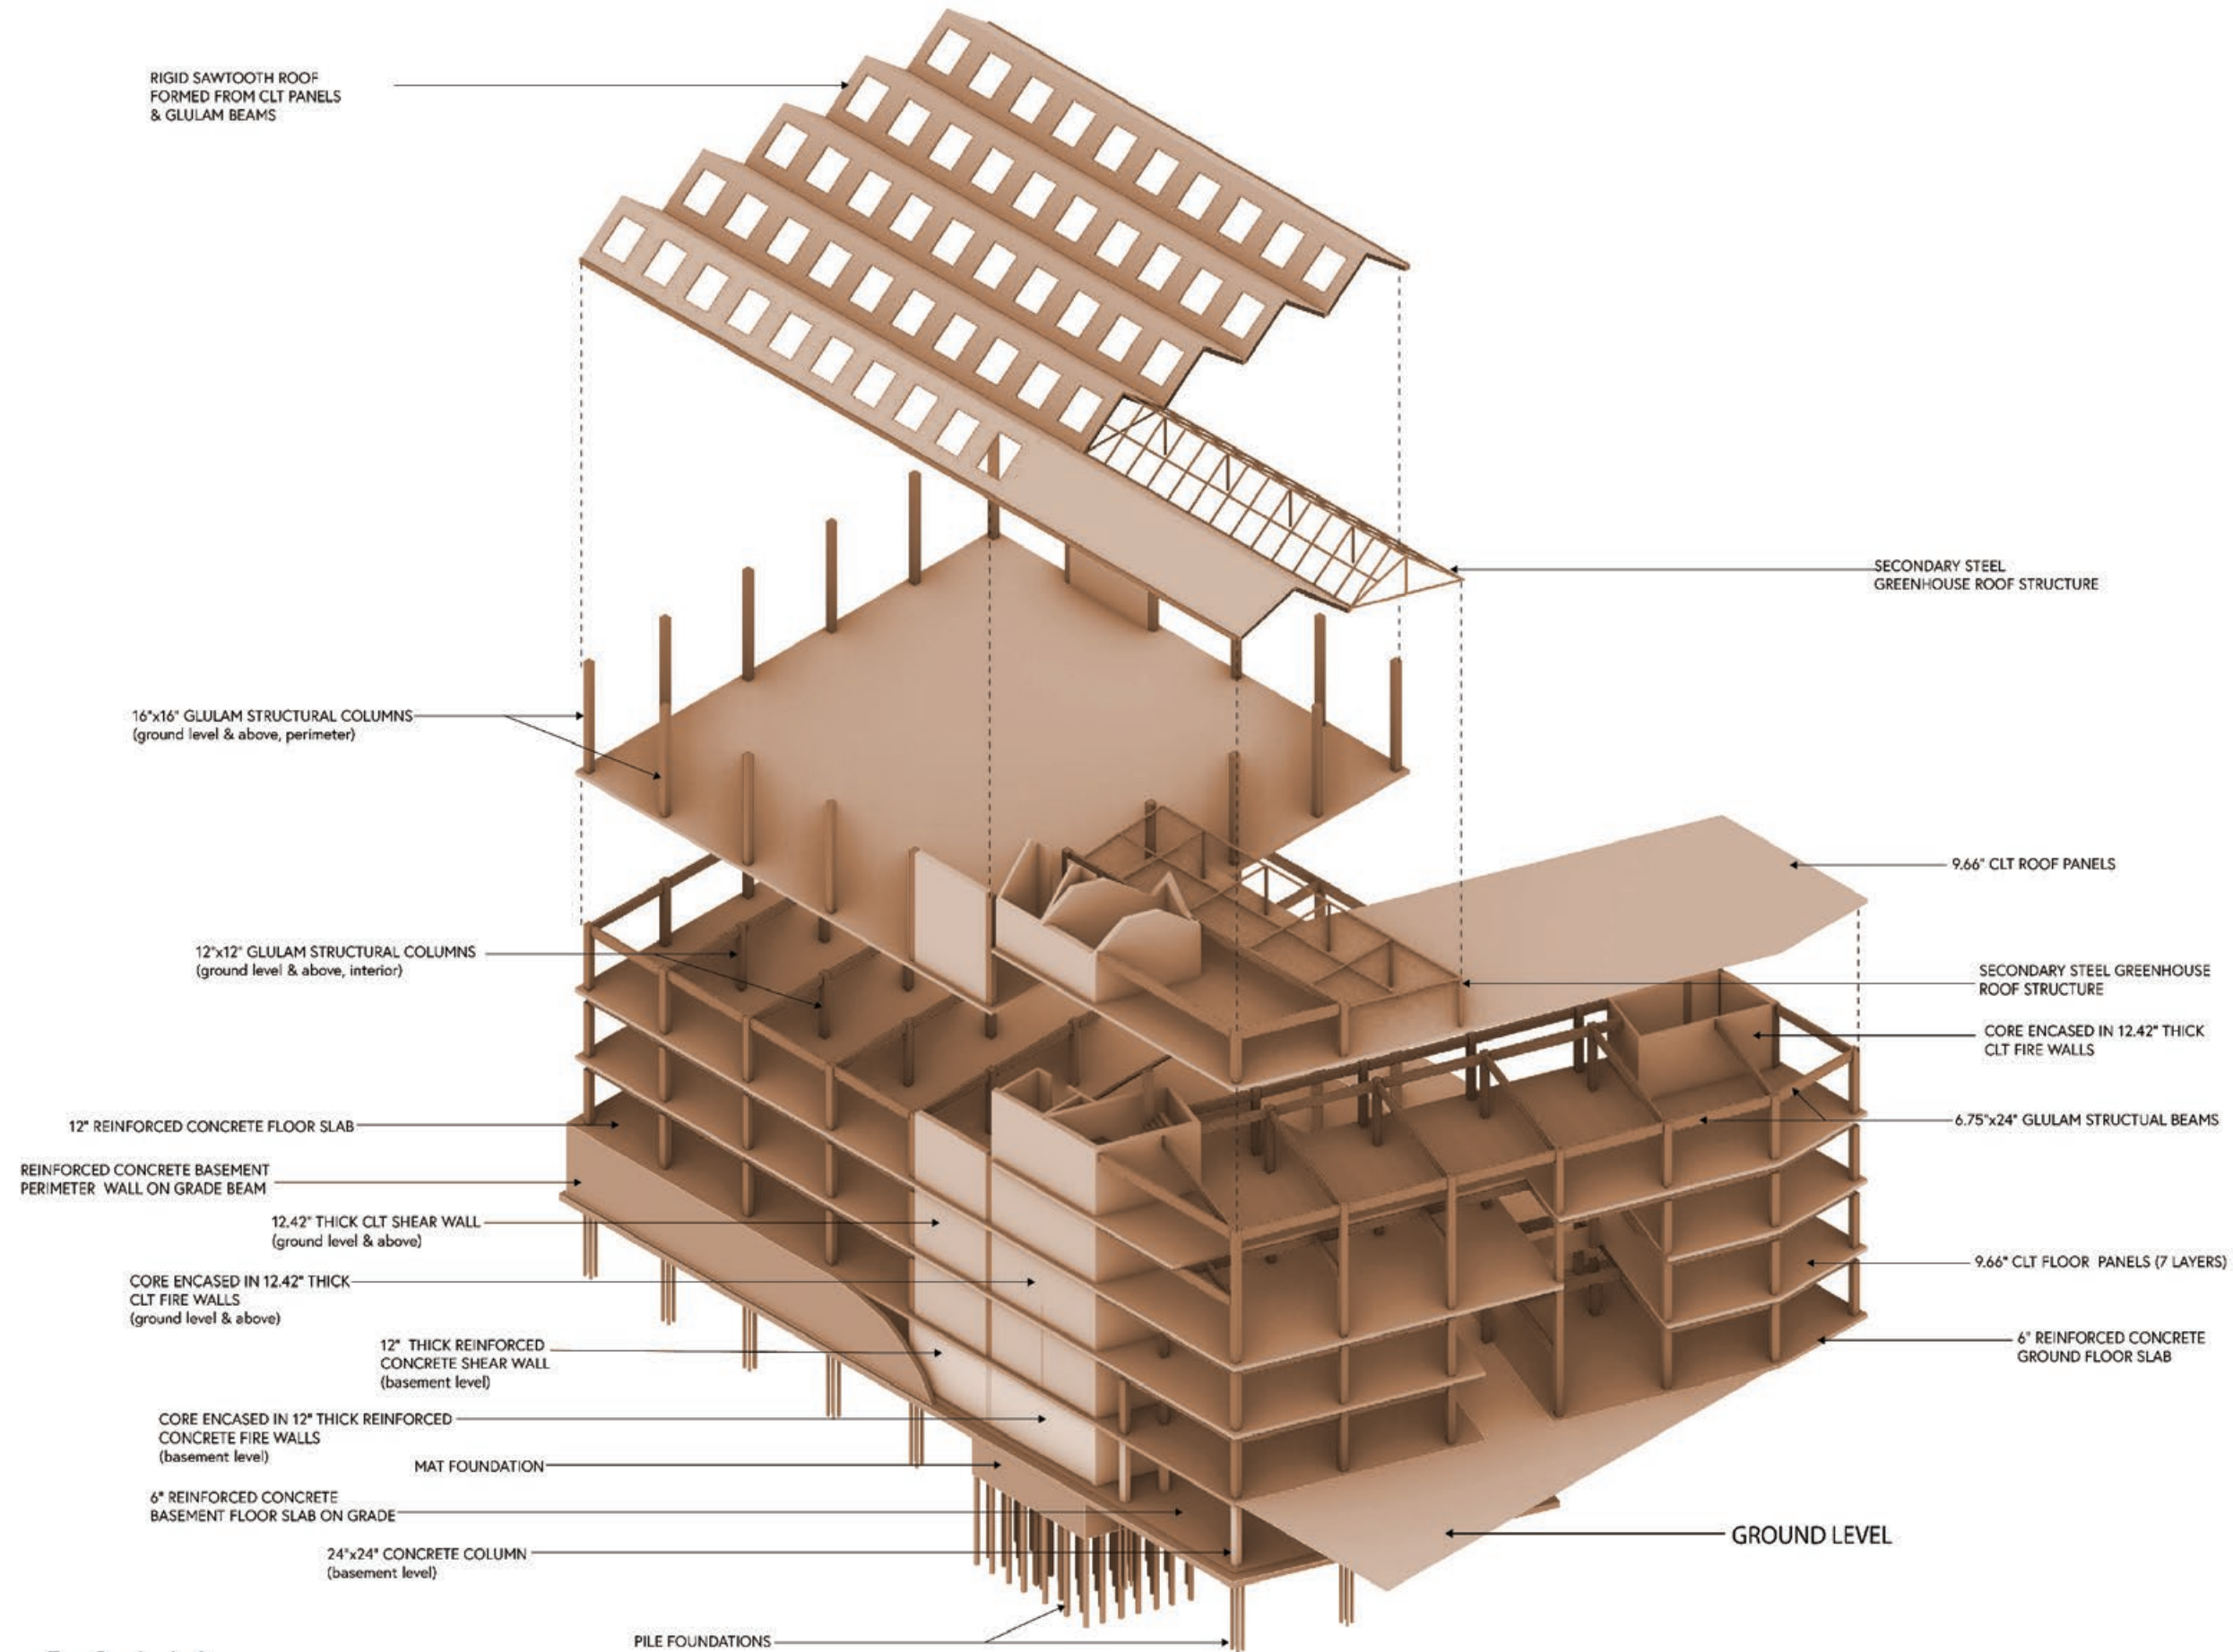 RIGID SAWTOOTH ROOF
FORMED FROM CLT PANELS
& GLULAM BEAMS
SECONDARY STEEL
GREENHOUSE ROOF STRUCTURE
16"x16" GLULAM STRUCTURAL COLUMNS
(ground level & above, perimeter)
9.66" CLT ROOF PANELS
12"x12" GLULAM STRUCTURAL COLUMNS
(ground level & above, interior)
SECONDARY STEEL GREENHOUSE
ROOF STRUCTURE
CORE ENCASED IN 12.42" THICK
CLT FIRE WALLS
12" REINFORCED CONCRETE FLOOR SLAB
6.75"x24" GLULAM STRUCTUAL BEAMS
REINFORCED CONCRETE BASEMENT
PERIMETER WALL ON GRADE BEAM
12.42" THICK CLT SHEAR WALL
(ground level & above)
9.66" CLT FLOOR PANELS (7 LAYERS)
CORE ENCASED IN 12.42" THICK
CLT FIRE WALLS
(ground level & above)
12" THICK REINFORCED
CONCRETE SHEAR WALL
(basement level)
6" REINFORCED CONCRETE
GROUND FLOOR SLAB
CORE ENCASED IN 12" THICK REINFORCED
CONCRETE FIRE WALLS
(basement level)
MAT FOUNDATION
6" REINFORCED CONCRETE
BASEMENT FLOOR SLAB ON GRADE
GROUND LEVEL
24"x24" CONCRETE COLUMN
(basement level)
PILE FOUNDATIONS